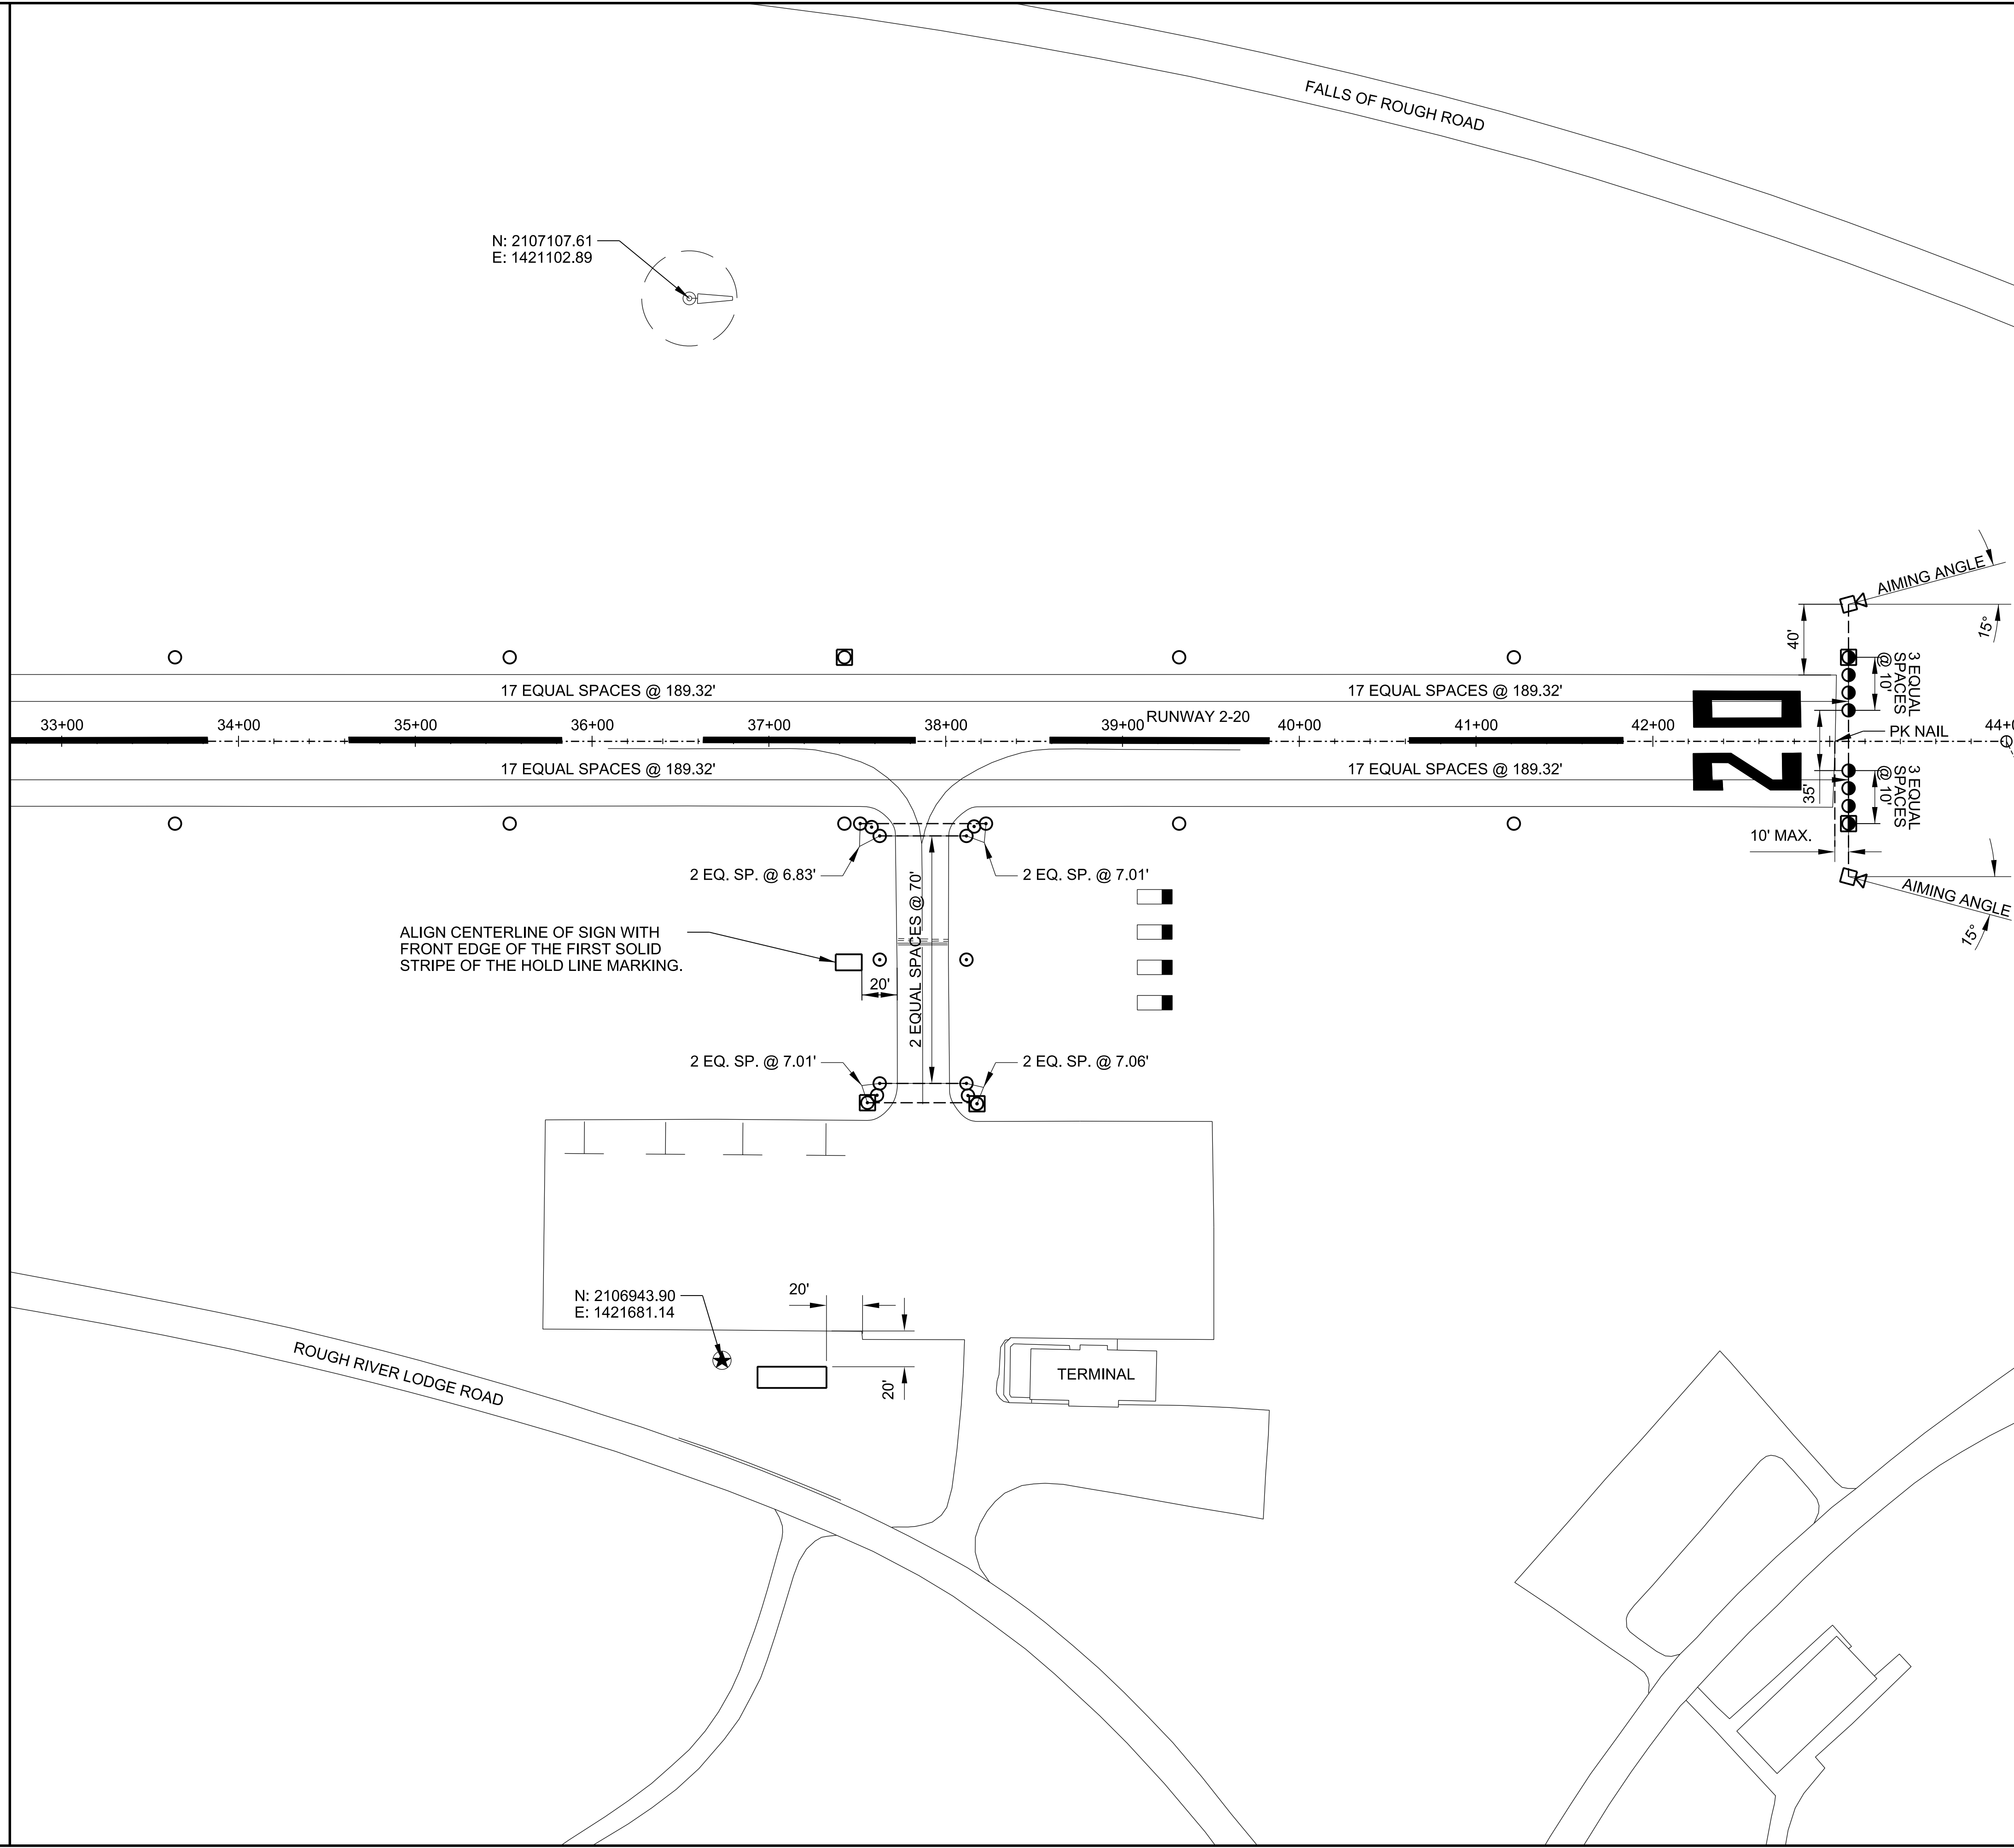 FALLS OF ROUGH ROAD
N: 2107107.61
E: 1421102.89
AIMING ANGLE
15°
40'
3 EQUAL
SPACES
@ 10'
17 EQUAL SPACES @ 189.32'
17 EQUAL SPACES @ 189.32'
RUNWAY 2-20
33+00
34+00
35+00
36+00
37+00
38+00
39+00
40+00
41+00
42+00
20
44+0
PK NAIL
17 EQUAL SPACES @ 189.32'
17 EQUAL SPACES @ 189.32'
35'
3 EQUAL
SPACES
@ 10'
10' MAX.
AIMING ANGLE
15°
2 EQ. SP. @ 6.83'
2 EQ. SP. @ 7.01'
2 EQUAL SPACES @ 70'
ALIGN CENTERLINE OF SIGN WITH
FRONT EDGE OF THE FIRST SOLID
STRIPE OF THE HOLD LINE MARKING.
20'
2 EQ. SP. @ 7.01'
2 EQ. SP. @ 7.06'
N: 2106943.90
E: 1421681.14
20'
20'
TERMINAL
ROUGH RIVER LODGE ROAD